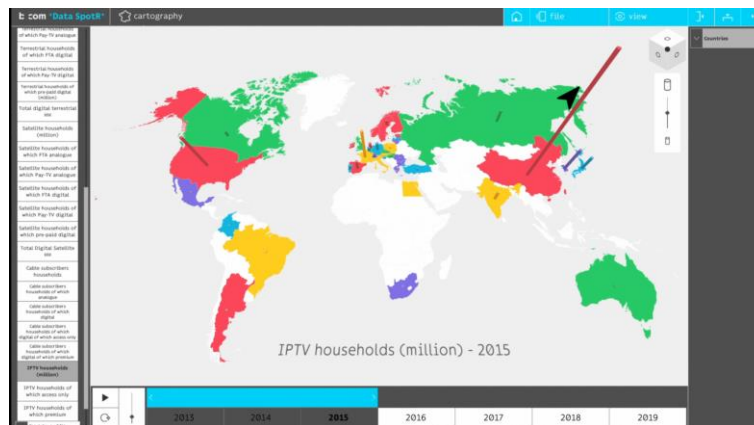 b<>com *Data SpotR*
cartography
file
view
Countries
Terrestrial households
of which Pay-TV analogue
Terrestrial households
of which FTA digital
Terrestrial households
of which Pay-TV digital
Terrestrial households
of which pre-paid digital
(million)
Total digital terrestrial
Satellite households
(million)
Satellite households of
which FTA analogue
Satellite households of
which Pay-TV analogue
Satellite households of
which FTA digital
Satellite households of
which Pay-TV digital
Satellite households of
which pre-paid digital
Total Digital Satellite
Cable subscribers
households
Cable subscribers
households of which
analogue
Cable subscribers
households of which
digital
Cable subscribers
households of which
digital of which access only
Cable subscribers
households of which
digital of which premium
IPTV households
(million)
IPTV households of
which access only
IPTV households of
which premium
IPTV households (million) - 2015
2013
2014
2015
2016
2017
2018
2019